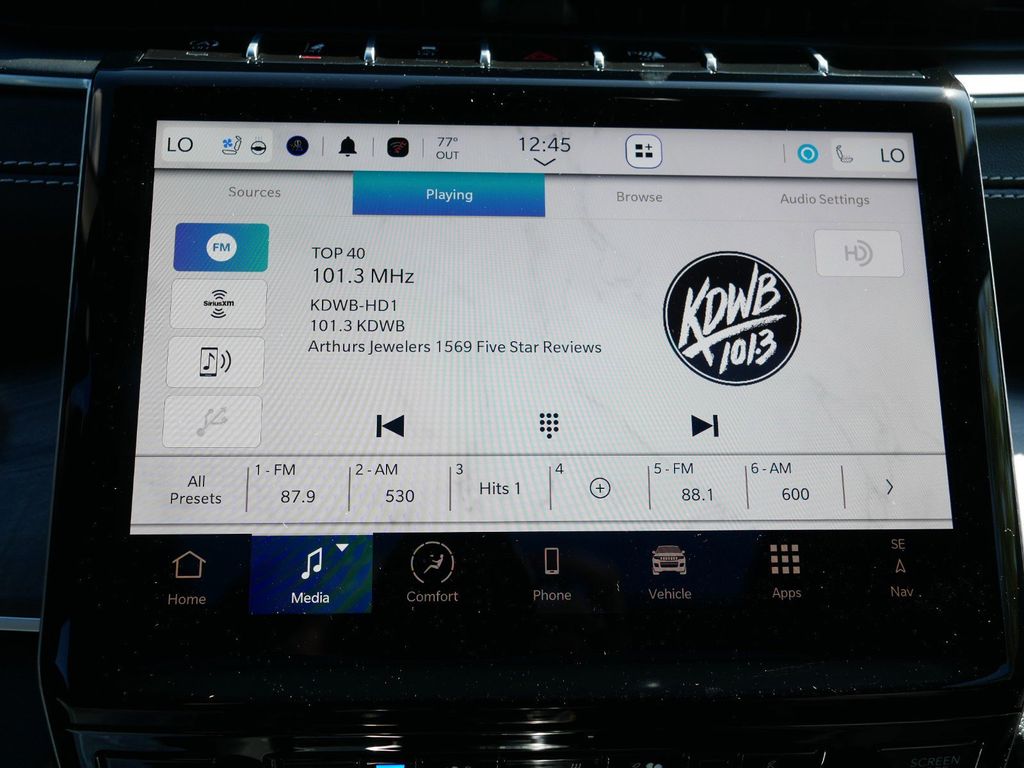 LO
77°
OUT
12:45
LO
Sources
Playing
Browse
Audio Settings
FM
SiriusXM
HD
TOP 40
101.3 MHz
KDWB-HD1
101.3 KDWB
Arthurs Jewelers 1569 Five Star Reviews
KDWB
101.3
All
Presets
1 - FM
87.9
2 - AM
530
3
Hits 1
4
5 - FM
88.1
6 - AM
600
Home
Media
Comfort
Phone
Vehicle
Apps
SE
Nav
SCREEN